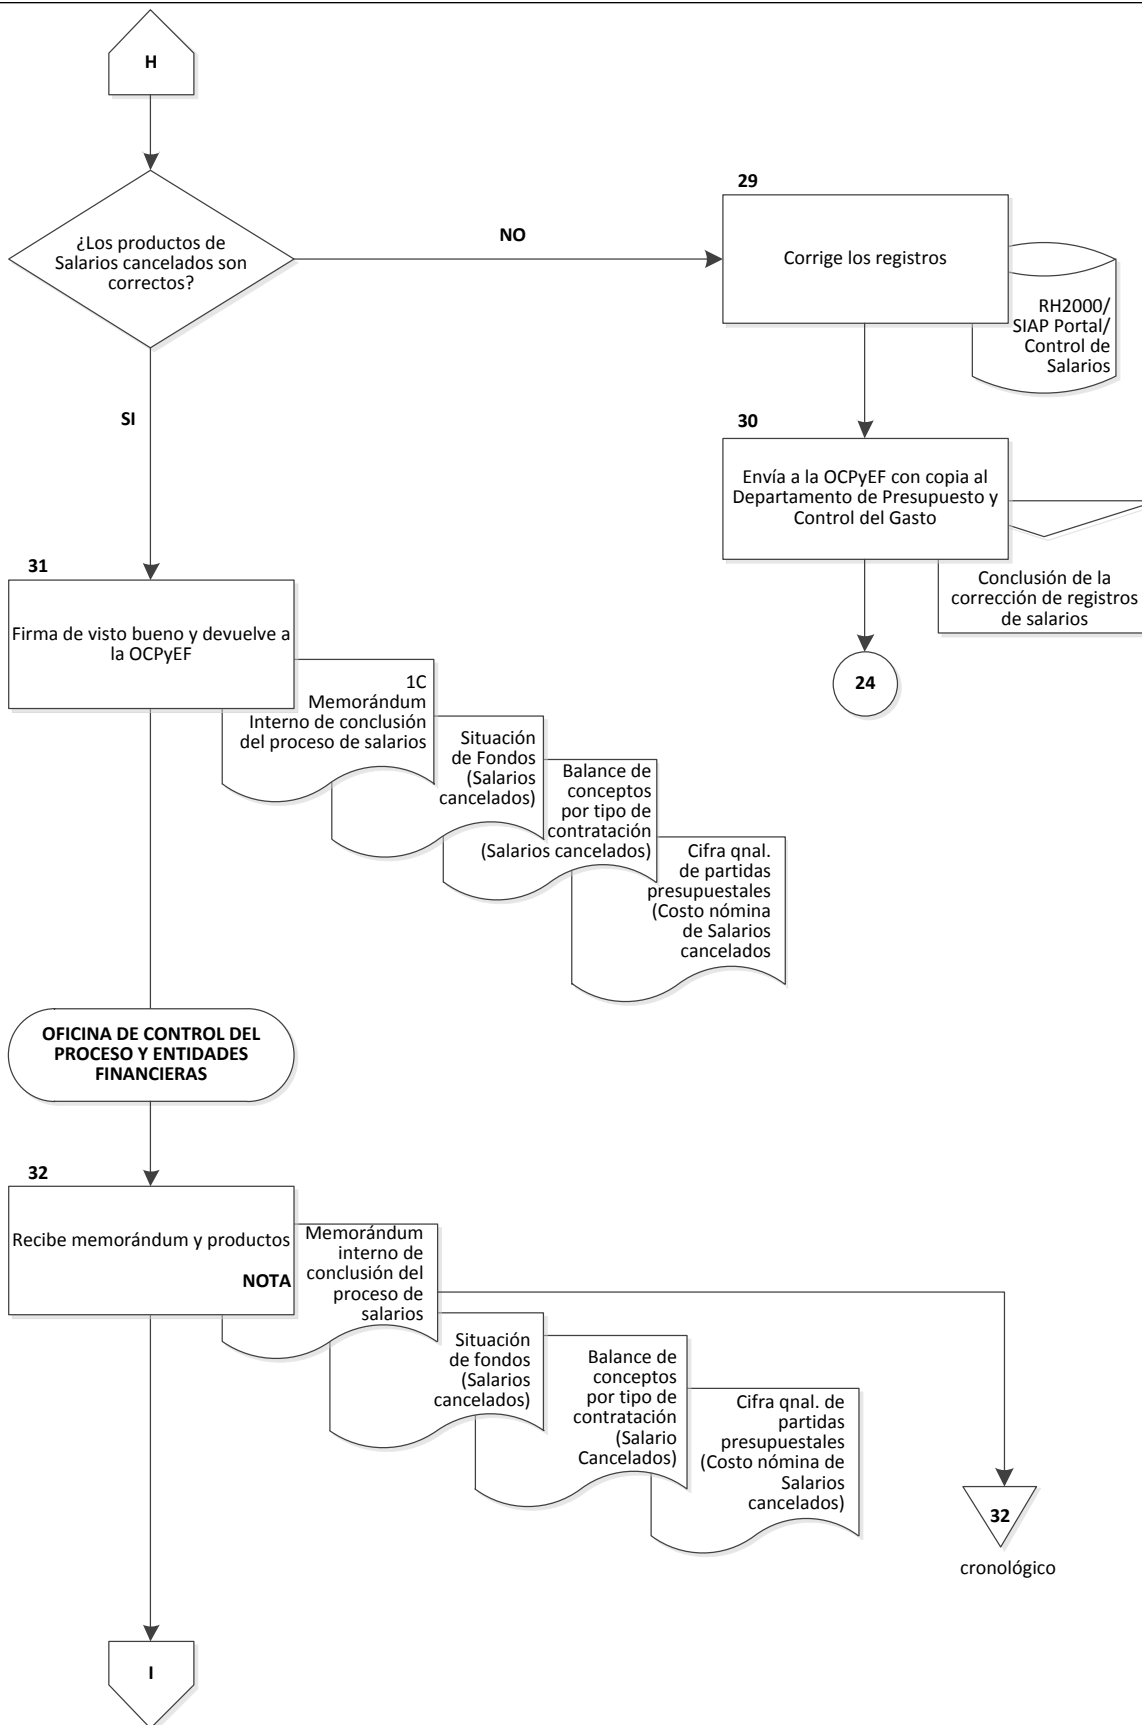 H
¿Los productos de
Salarios cancelados son
correctos?
NO
29
Corrige los registros
RH2000/
SIAP Portal/
Control de
Salarios
SI
30
Envía a la OCPyEF con copia al
Departamento de Presupuesto y
Control del Gasto
Conclusión de la
corrección de registros
de salarios
24
31
Firma de visto bueno y devuelve a
la OCPyEF
1C
Memorándum
Interno de conclusión
del proceso de salarios
Situación
de Fondos
(Salarios
cancelados)
Balance de
conceptos
por tipo de
contratación
(Salarios cancelados)
Cifra qnal.
de partidas
presupuestales
(Costo nómina
de Salarios
cancelados
OFICINA DE CONTROL DEL
PROCESO Y ENTIDADES
FINANCIERAS
32
Recibe memorándum y productos
NOTA
Memorándum
interno de
conclusión del
proceso de
salarios
Situación
de fondos
(Salarios
cancelados)
Balance de
conceptos
por tipo de
contratación
(Salario
Cancelados)
Cifra qnal. de
partidas
presupuestales
(Costo nómina de
Salarios
cancelados)
32
cronológico
I